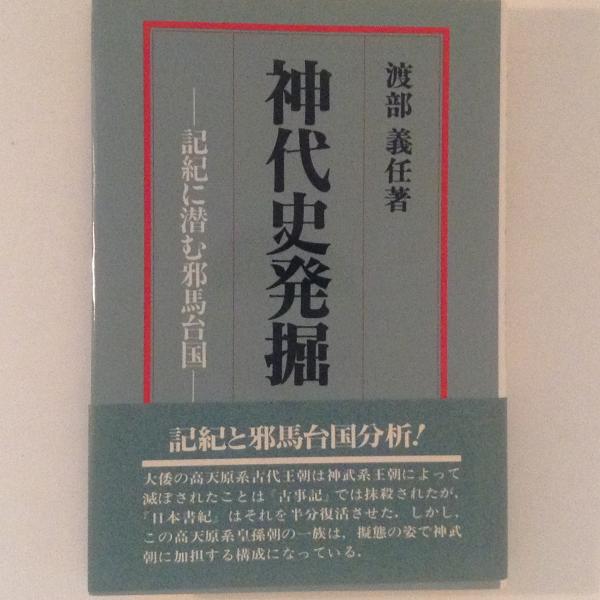 渡部 義任著
神代史発掘
―記紀に潜む邪馬台国―
記紀と邪馬台国分析!
大倭の高天原系古代王朝は神武系王朝によって
滅ぼされたことは『古事記』では抹殺されたが,
『日本書紀』はそれを半分復活させた. しかし,
この高天原系皇孫朝の一族は, 擬態の姿で神武
朝に加担する構成になっている.